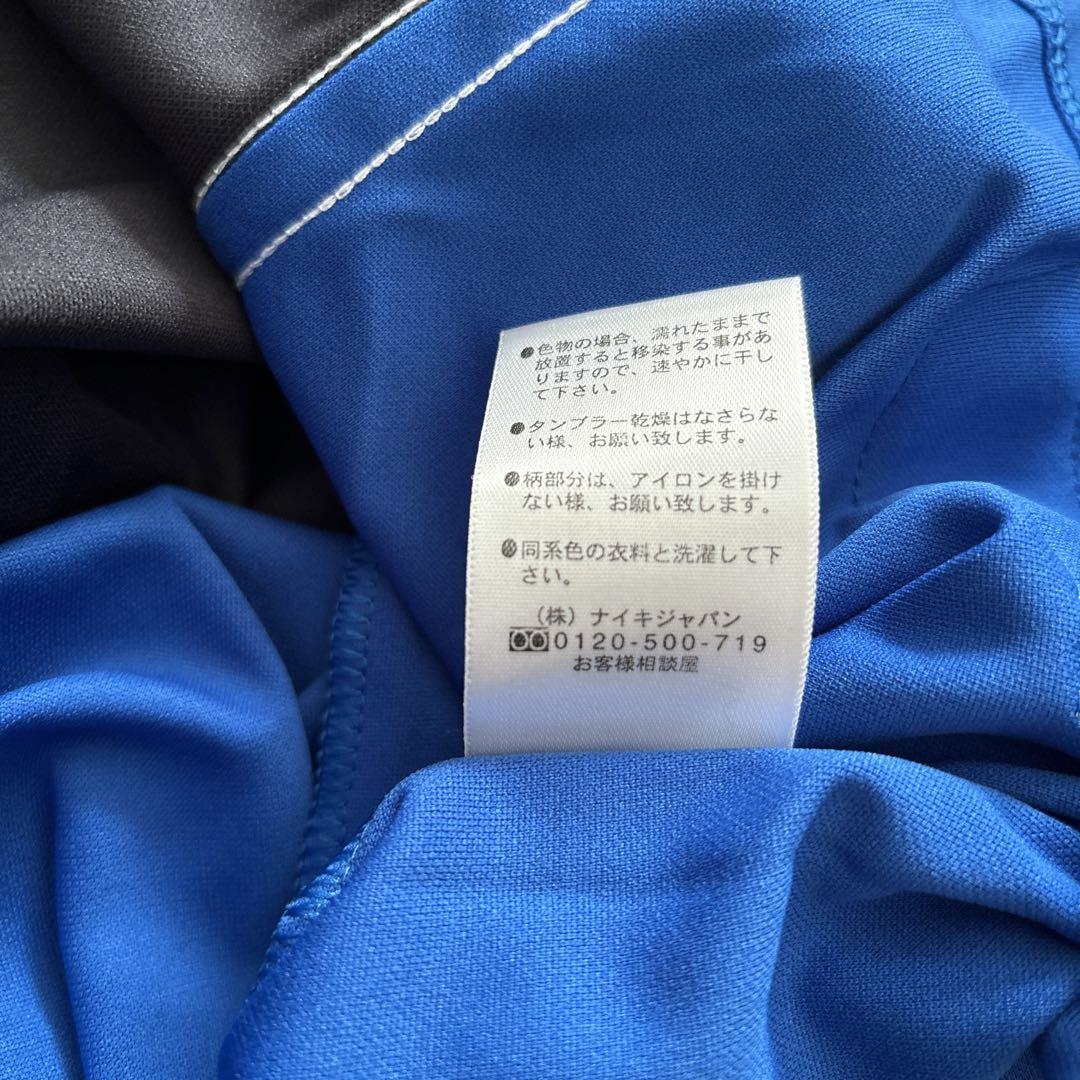 ●色物の場合、濡れたままで
放置すると移染する事があ
りますので、速やかに干し
て下さい。
●タンブラー乾燥はなさらな
い様、お願い致します。
●柄部分は、アイロンを掛け
ない様、お願い致します。
●同系色の衣料と洗濯して下
さい。
（株）ナイキジャパン
0120-500-719
お客様相談屋